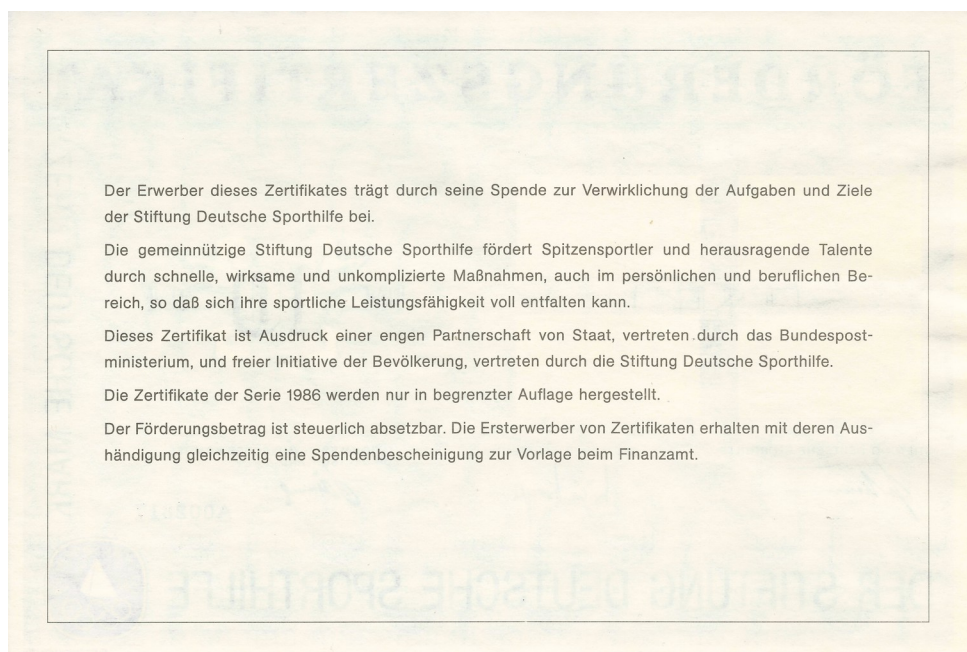 Der Erwerber dieses Zertifikates trägt durch seine Spende zur Verwirklichung der Aufgaben und Ziele
der Stiftung Deutsche Sporthilfe bei.
Die gemeinnützige Stiftung Deutsche Sporthilfe fördert Spitzensportler und herausragende Talente
durch schnelle, wirksame und unkomplizierte Maßnahmen, auch im persönlichen und beruflichen Be-
reich, so daß sich ihre sportliche Leistungsfähigkeit voll entfalten kann.
Dieses Zertifikat ist Ausdruck einer engen Partnerschaft von Staat, vertreten durch das Bundespost-
ministerium, und freier Initiative der Bevölkerung, vertreten durch die Stiftung Deutsche Sporthilfe.
Die Zertifikate der Serie 1986 werden nur in begrenzter Auflage hergestellt.
Der Förderungsbetrag ist steuerlich absetzbar. Die Ersterwerber von Zertifikaten erhalten mit deren Aus-
händigung gleichzeitig eine Spendenbescheinigung zur Vorlage beim Finanzamt.